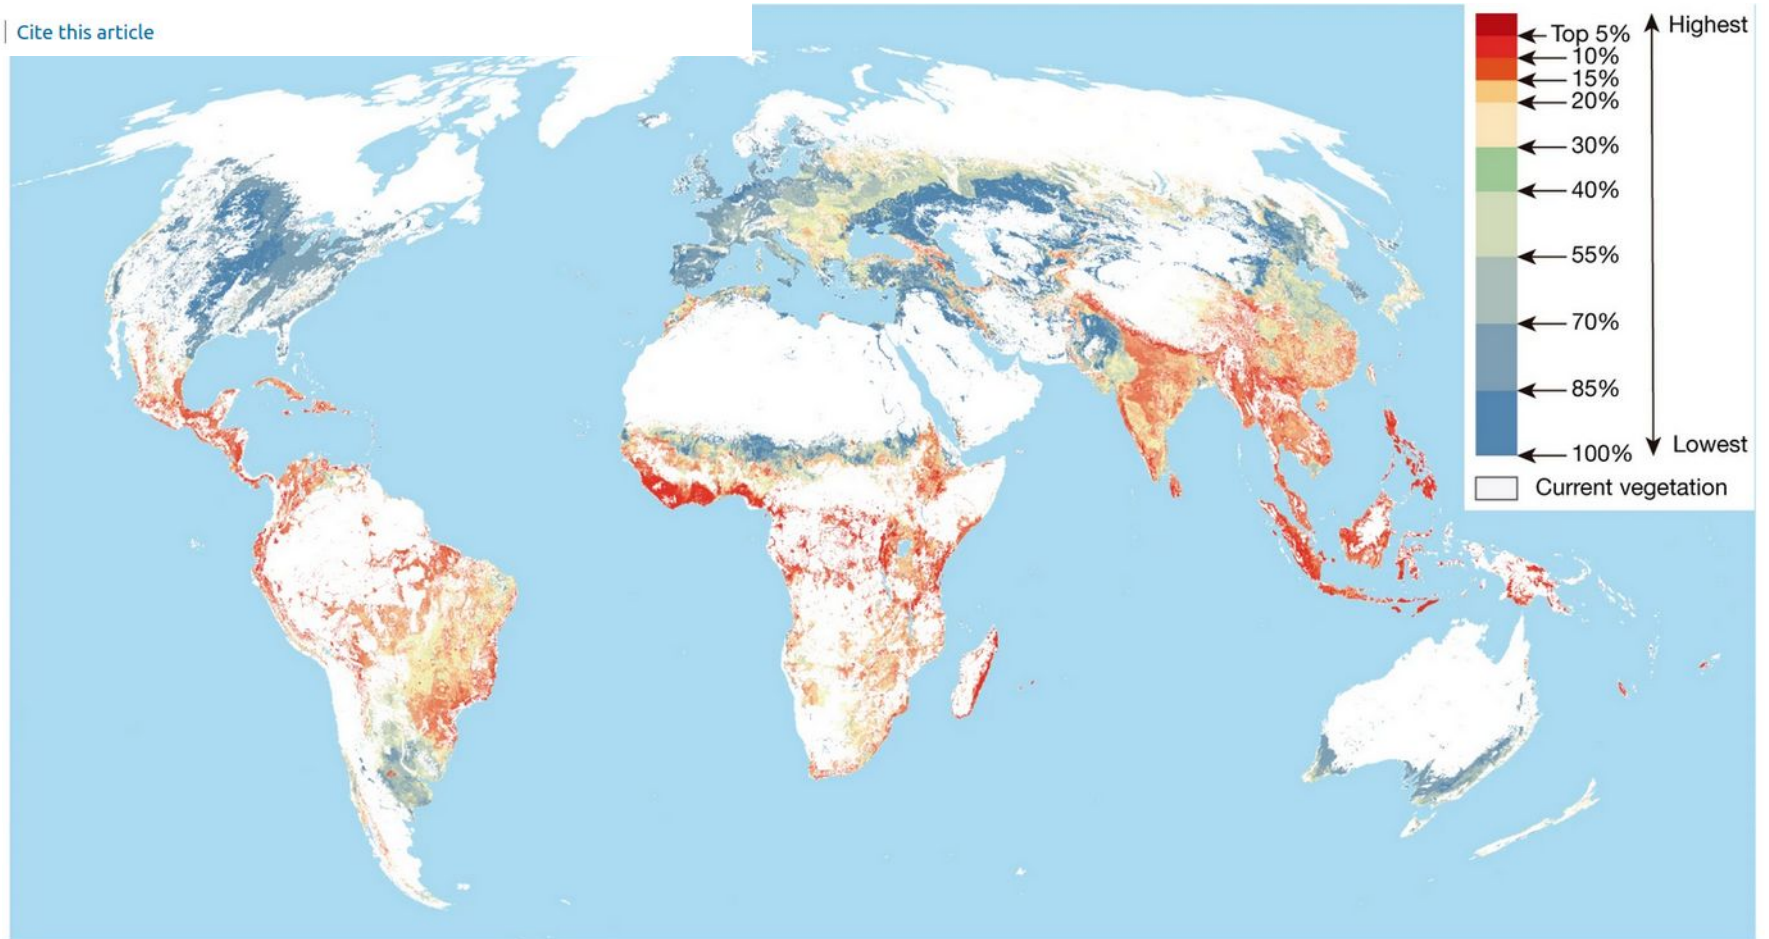 Cite this article
Highest
Top 5%
10%
15%
20%
30%
40%
55%
70%
85%
Lowest
100%
Current vegetation